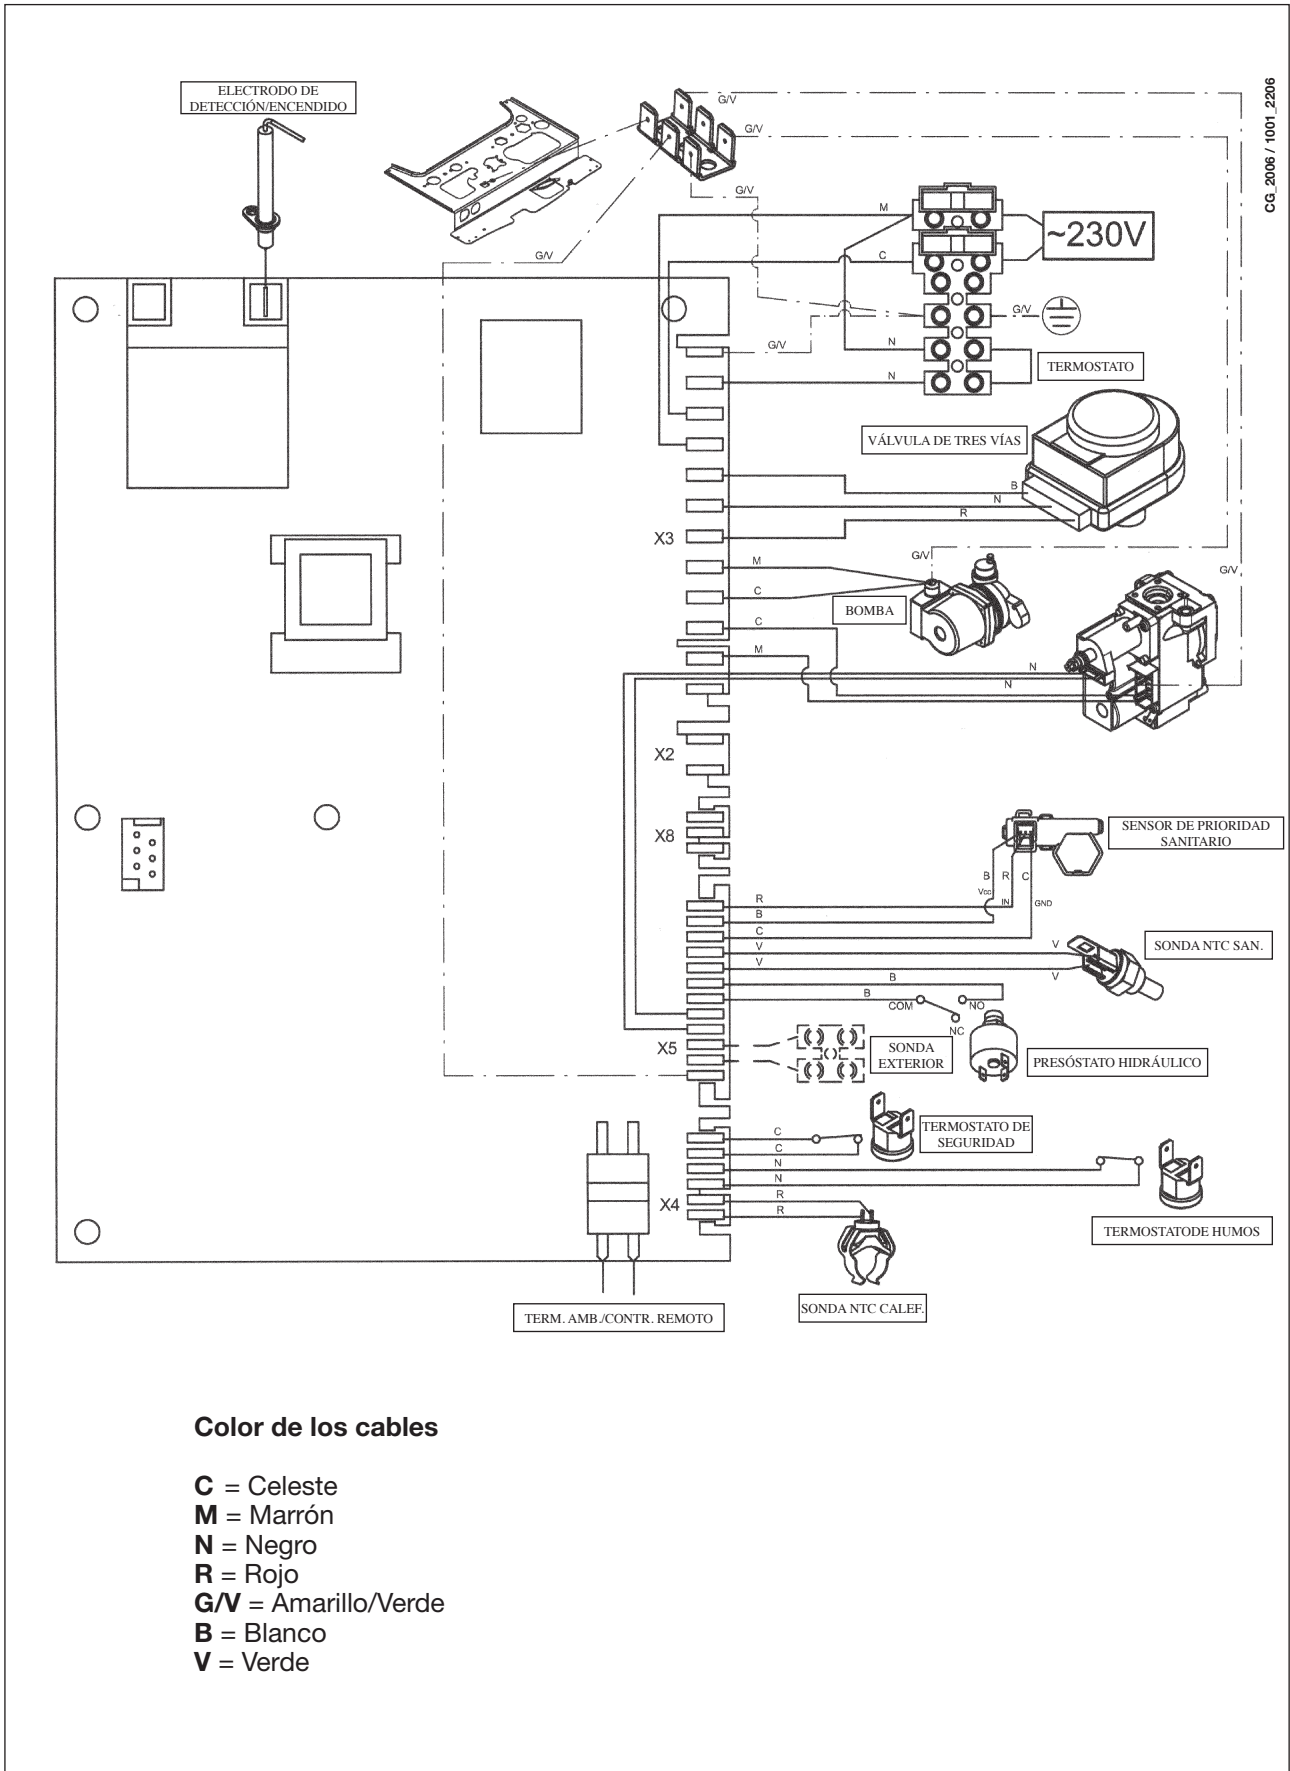 CG_2006 / 1001_2206
ELECTRODO DE
DETECCIÓN/ENCENDIDO
G/V
G/V
G/V
G/V
M
~230V
C
G/V
G/V
N
TERMOSTATO
N
VÁLVULA DE TRES VÍAS
B
N
R
X3
G/V
G/V
M
C
BOMBA
C
M
N
N
X2
X8
SENSOR DE PRIORIDAD
SANITARIO
B
R
C
Vcc
IN
GND
R
B
C
V
V
V
V
SONDA NTC SAN.
B
B
COM
NO
NC
X5
SONDA
EXTERIOR
PRESÓSTATO HIDRÁULICO
C
C
TERMOSTATO DE
SEGURIDAD
N
N
R
R
X4
TERMOSTATODE HUMOS
SONDA NTC CALEF.
TERM. AMB./CONTR. REMOTO
Color de los cables
C = Celeste
M = Marrón
N = Negro
R = Rojo
G/V = Amarillo/Verde
B = Blanco
V = Verde